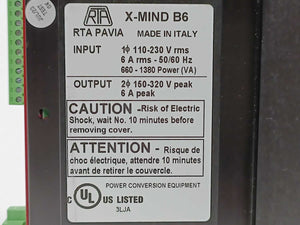 RTA
X-MIND B6
RTA PAVIA MADE IN ITALY
INPUT 1ϕ 110-230 V rms
6 A rms - 50/60 Hz
660 - 1380 Power (VA)
OUTPUT 2ϕ 150-320 V peak
6 A peak
CAUTION - Risk of Electric
Shock, wait No. 10 minutes before
removing cover.
ATTENTION - Risque de
choc électrique, attendre 10 minutes
avant de retirer le couvercle.
POWER CONVERSION EQUIPMENT
C UL US LISTED
3LJA